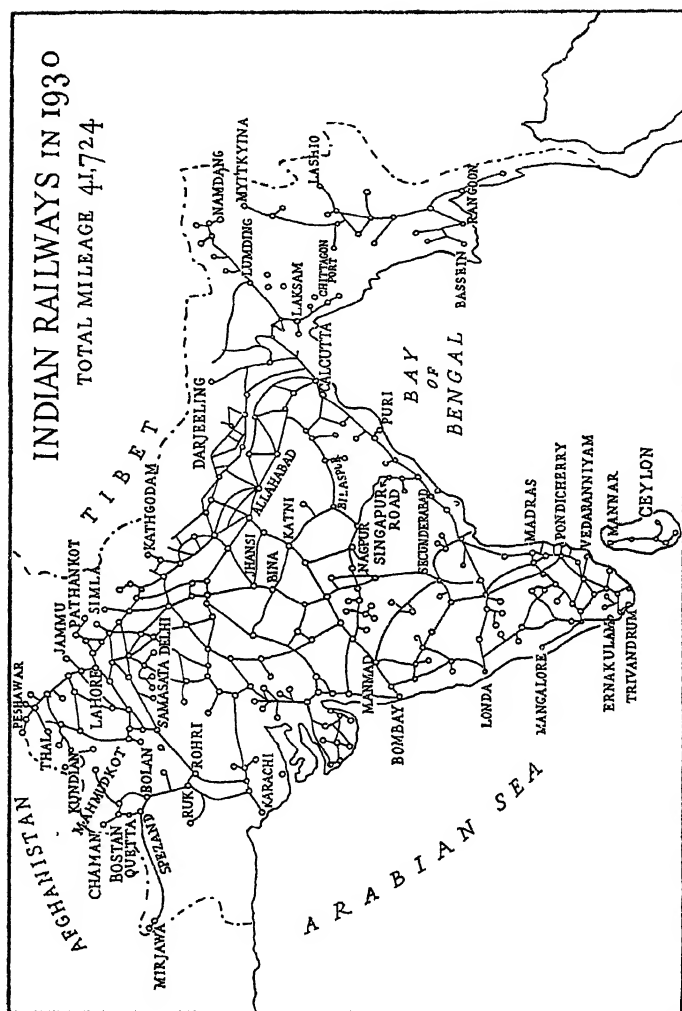 INDIAN RAILWAYS in 1930
TOTAL MILEAGE 41,724
AFGHANISTAN
TIBET
PESHAWAR
THAL
KUNDIAN
MAHMUDKOT
CHAMAN
BOSTAN
QUETTA
SPEZAND
BOLAN
MIRJAWA
RUK
ROHRI
KARACHI
JAMMU
PATHANKOT
SIMLA
LAHORE
SAMASATA
DELHI
KATHGODAM
DARJEELING
ALLAHABAD
JHANSI
BINA
KATNI
BILASPUR
NAGPUR
SINGAPUR
ROAD
SECUNDERABAD
MANMAD
BOMBAY
LONDA
MANGALORE
ERNAKULAM
TRIVANDRUM
MADRAS
PONDICHERRY
VEDARANNIYAM
MANNAR
CEYLON
PURI
CALCUTTA
LAKSAM
CHITTAGON
PORT
LUMDING
NAMDANG
MYITKYINA
LASHIO
RANGOON
BASSEIN
BAY
OF
BENGAL
ARABIAN SEA